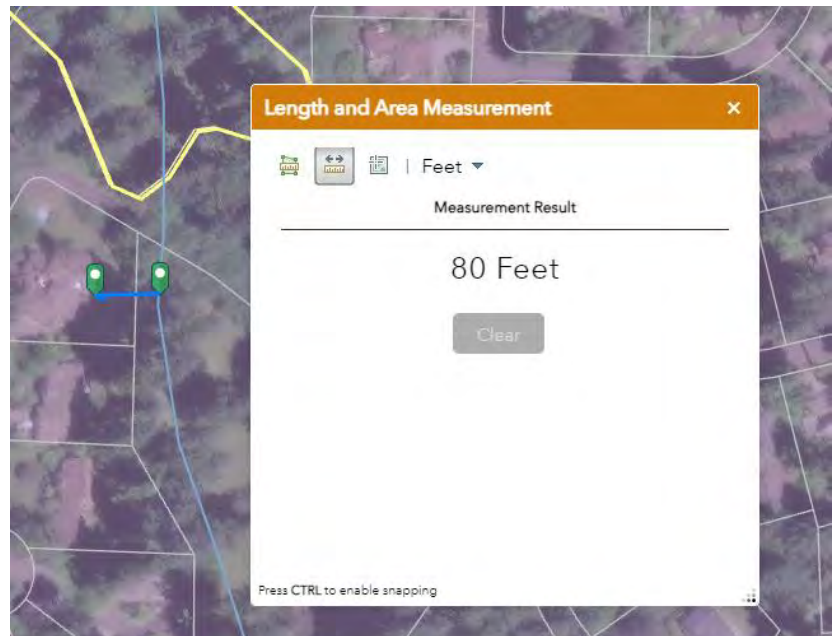 Length and Area Measurement
Feet
Measurement Result
80 Feet
Clear
Press CTRL to enable snapping